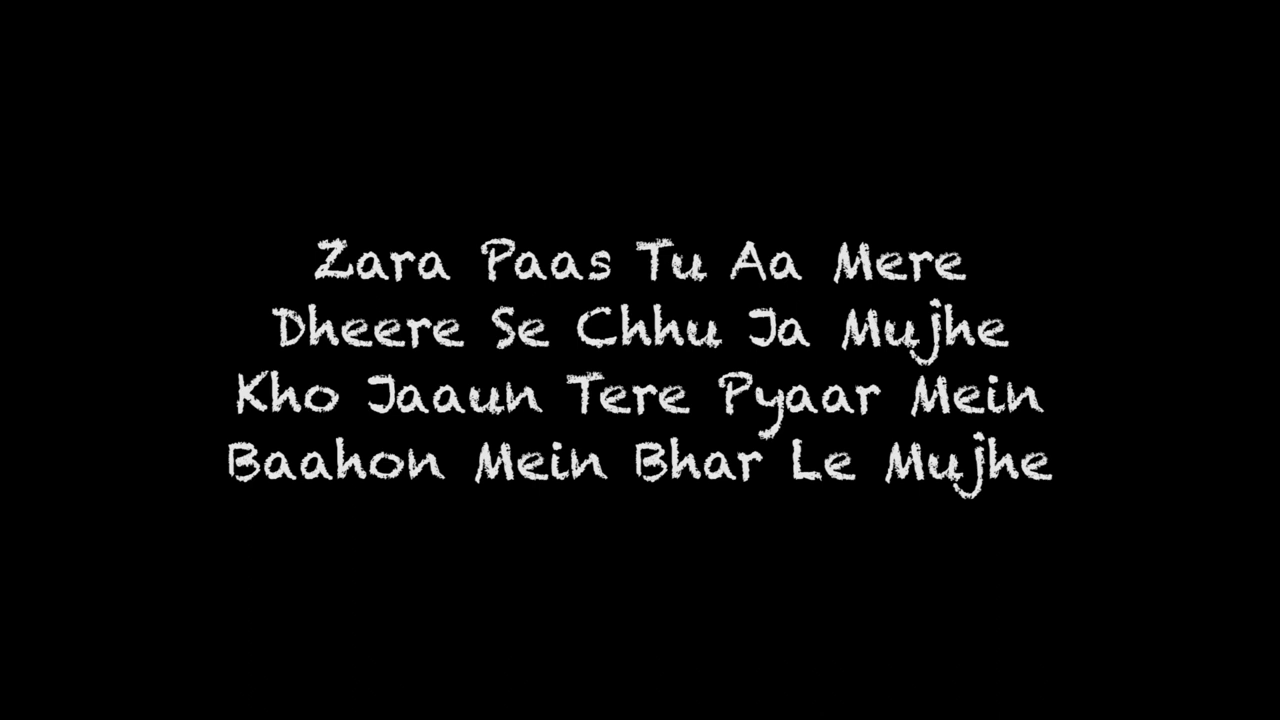 Zara Paas Tu Aa Mere
Dheere Se Chhu Ja Mujhe
Kho Jaaun Tere Pyaar Mein
Baahon Mein Bhar Le Mujhe